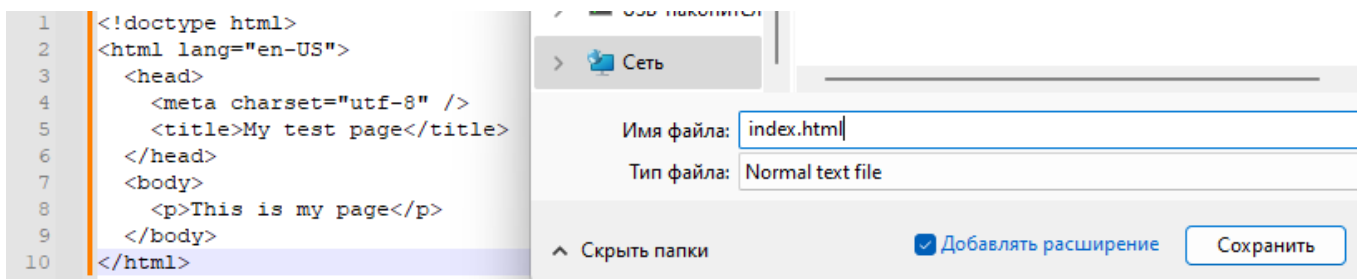 1 <!doctype html>
2 <html lang="en-US">
3 <head>
4 <meta charset="utf-8" />
5 <title>My test page</title>
6 </head>
7 <body>
8 <p>This is my page</p>
9 </body>
10 </html>
Сеть
Имя файла: index.html
Тип файла: Normal text file
Скрыть папки
Добавлять расширение
Сохранить